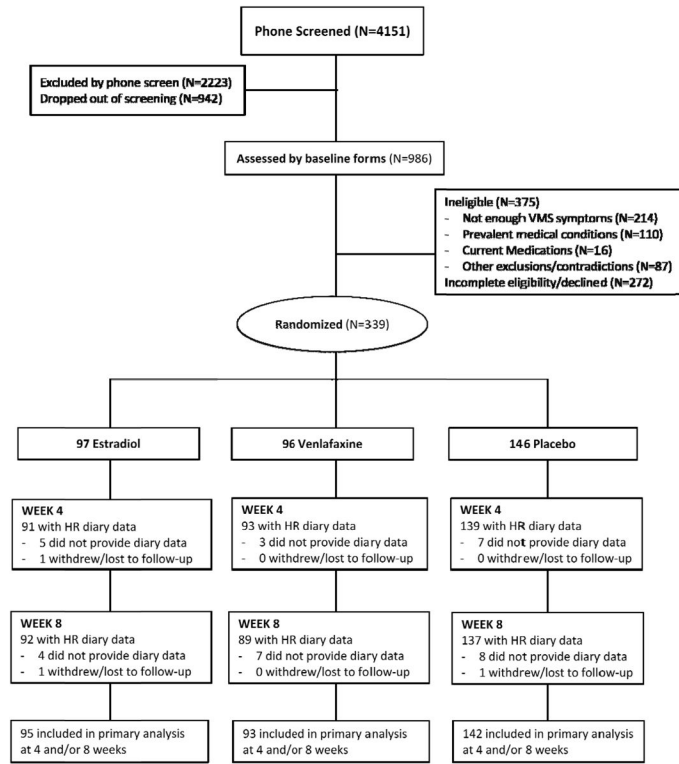 Phone Screened (N=4151)
Excluded by phone screen (N=2223)
Dropped out of screening (N=942)
Assessed by baseline forms (N=986)
Ineligible (N=375)
- Not enough VMS symptoms (N=214)
- Prevalent medical conditions (N=110)
- Current Medications (N=16)
- Other exclusions/contradictions (N=87)
Incomplete eligibility/declined (N=272)
Randomized (N=339)
97 Estradiol
96 Venlafaxine
146 Placebo
WEEK 4
91 with HR diary data
- 5 did not provide diary data
- 1 withdrew/lost to follow-up
WEEK 4
93 with HR diary data
- 3 did not provide diary data
- 0 withdrew/lost to follow-up
WEEK 4
139 with HR diary data
- 7 did not provide diary data
- 0 withdrew/lost to follow-up
WEEK 8
92 with HR diary data
- 4 did not provide diary data
- 1 withdrew/lost to follow-up
WEEK 8
89 with HR diary data
- 7 did not provide diary data
- 0 withdrew/lost to follow-up
WEEK 8
137 with HR diary data
- 8 did not provide diary data
- 1 withdrew/lost to follow-up
95 included in primary analysis
at 4 and/or 8 weeks
93 included in primary analysis
at 4 and/or 8 weeks
142 included in primary analysis
at 4 and/or 8 weeks